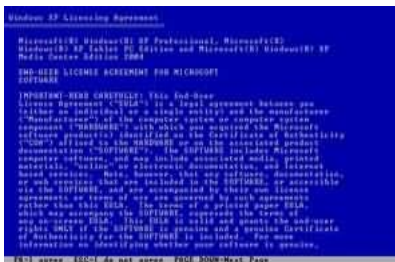 Windows XP Licensing Agreement
Microsoft(R) Windows(R) XP Professional, Microsoft(R)
Windows(R) XP Tablet PC Edition and Microsoft(R) Windows(R) XP
Media Center Edition 2004
END-USER LICENSE AGREEMENT FOR MICROSOFT
SOFTWARE
IMPORTANT-READ CAREFULLY: This End-User
License Agreement ("EULA") is a legal agreement between you
(either an individual or a single entity) and the manufacturer
("Manufacturer") of the computer system or computer system
component ("HARDWARE") with which you acquired the Microsoft
software product(s) identified on the Certificate of Authenticity
("COA") affixed to the HARDWARE or on the associated product
documentation ("SOFTWARE"). The SOFTWARE includes Microsoft
computer software, and may include associated media, printed
materials, "online" or electronic documentation, and Internet
based services. Note, however, that any software, documentation,
or web services that are included in the SOFTWARE, or accessible
via the SOFTWARE, and are accompanied by their own license
agreements or terms of use are governed by such agreements
rather than this EULA. The terms of a printed paper EULA,
which may accompany the SOFTWARE, supersede the terms of
any on-screen EULA. This EULA is valid and grants the end-user
rights ONLY if the SOFTWARE is genuine and a genuine Certificate
of Authenticity for the SOFTWARE is included. For more
information on identifying whether your software is genuine,
F8=I agree ESC=I do not agree PAGE DOWN=Next Page